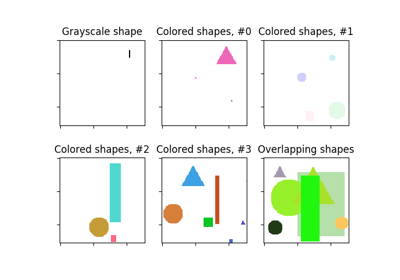 Grayscale shape
Colored shapes, #0
Colored shapes, #1
Colored shapes, #2
Colored shapes, #3
Overlapping shapes